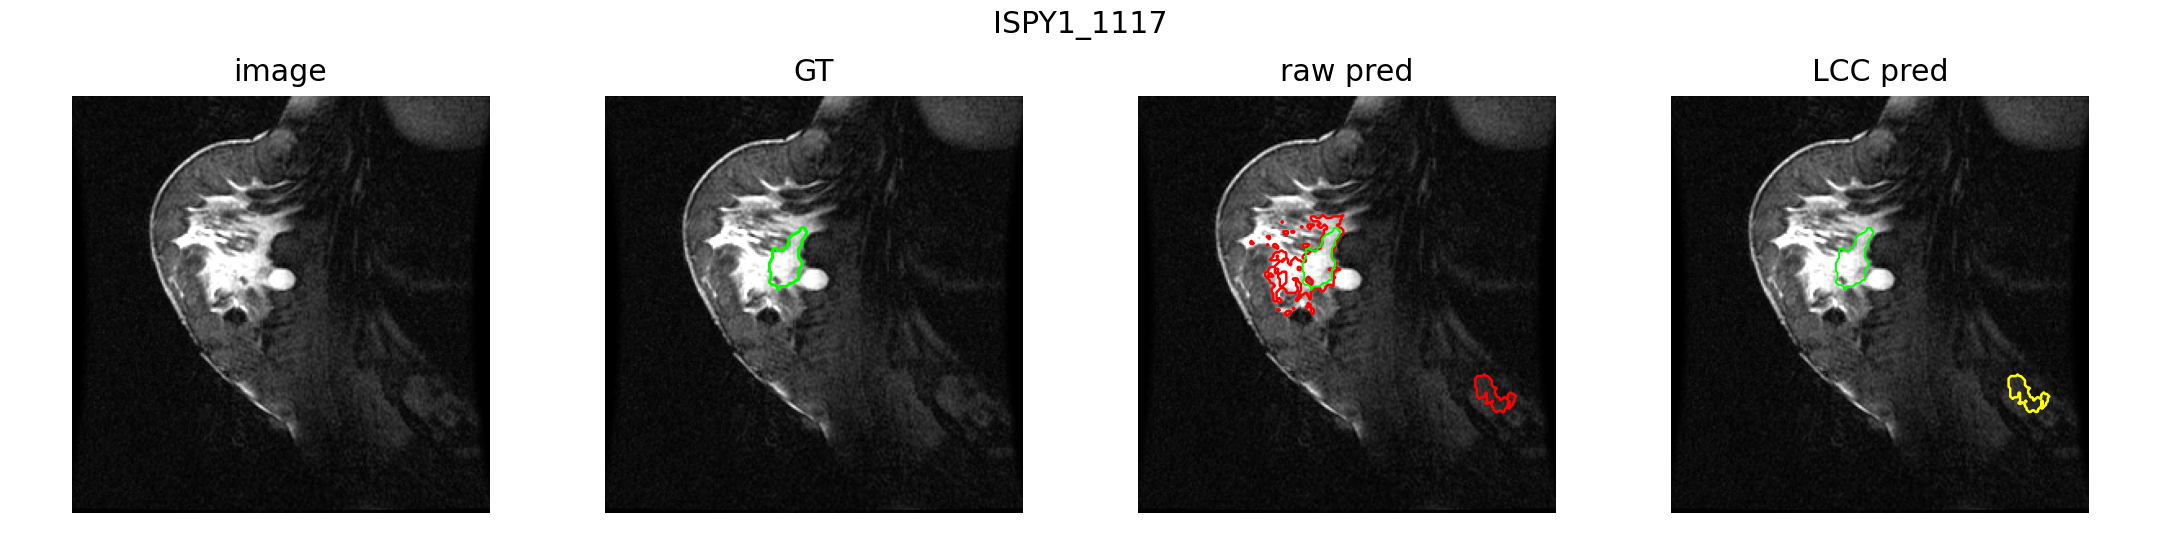 ISPY1_1117
image
GT
raw pred
LCC pred